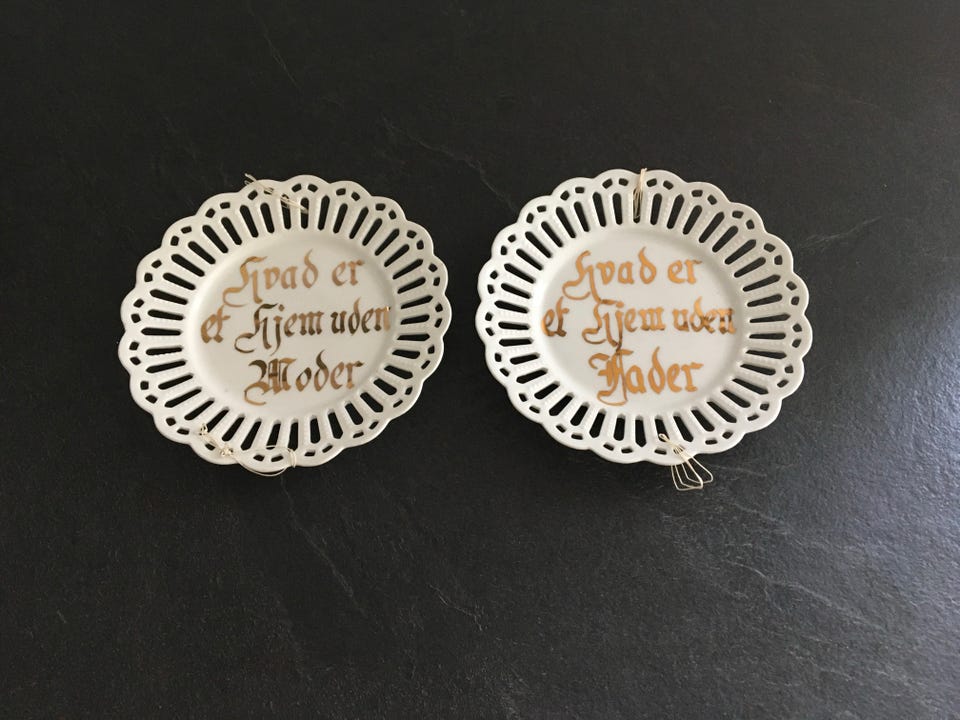 Hvad er
et Hjem uden
Moder
Hvad er
et Hjem uden
Fader